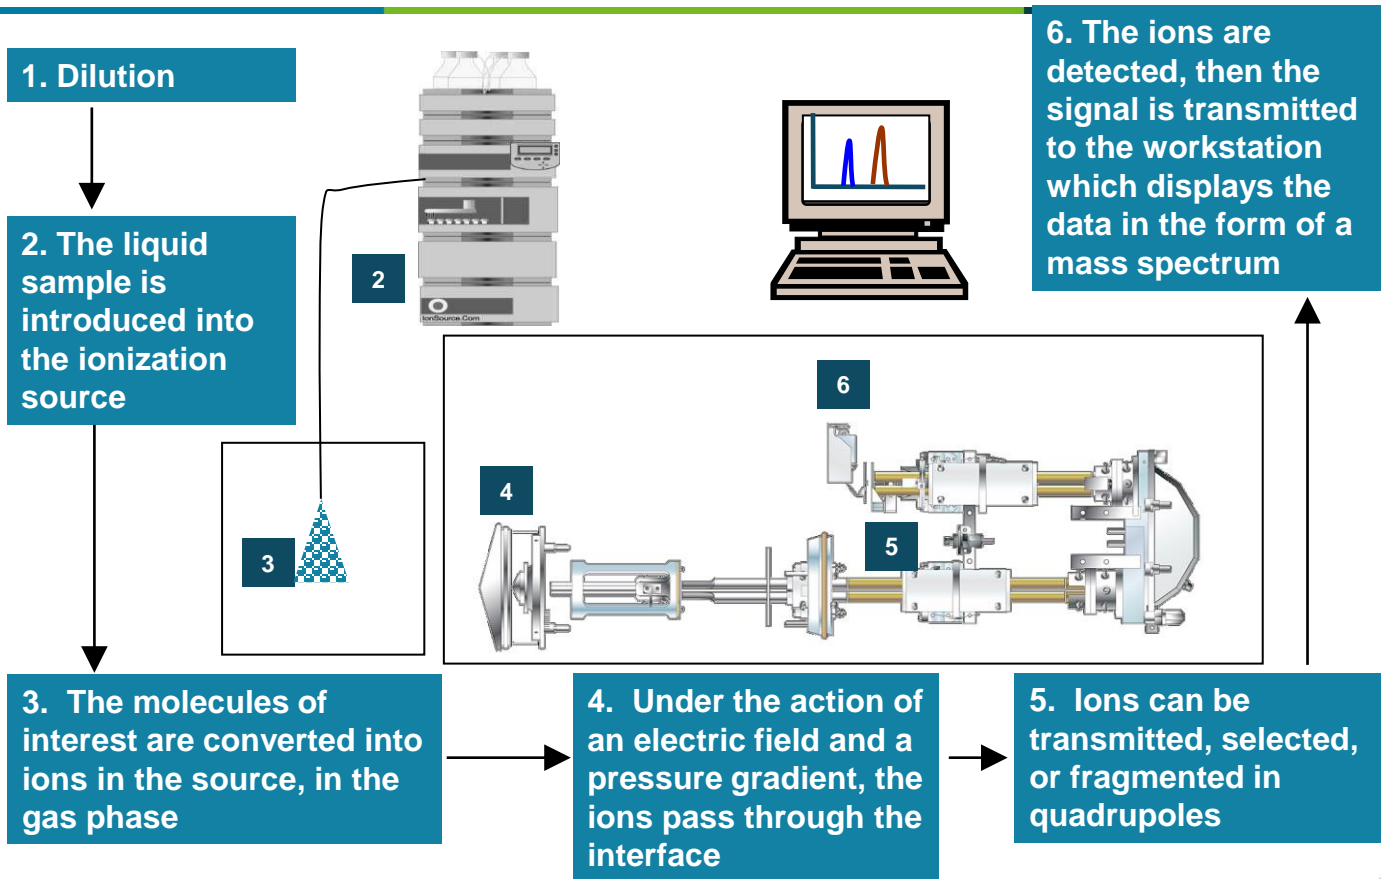 1. Dilution
2. The liquid
sample is
introduced into
the ionization
source
2
IonSource.Com
6. The ions are
detected, then the
signal is transmitted
to the workstation
which displays the
data in the form of a
mass spectrum
3
4
5
6
3. The molecules of
interest are converted into
ions in the source, in the
gas phase
4. Under the action of
an electric field and a
pressure gradient, the
ions pass through the
interface
5. Ions can be
transmitted, selected,
or fragmented in
quadrupoles